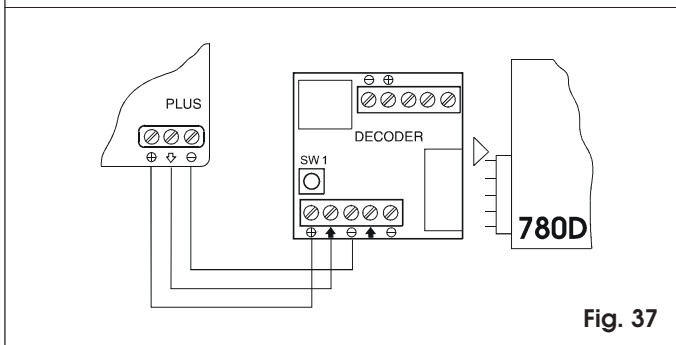 PLUS
⊕ ⇩ ⊖
⊖ ⊕
DECODER
SW 1
⊕ ⬆ ⊖ ⬆ ⊖
780D
Fig. 37